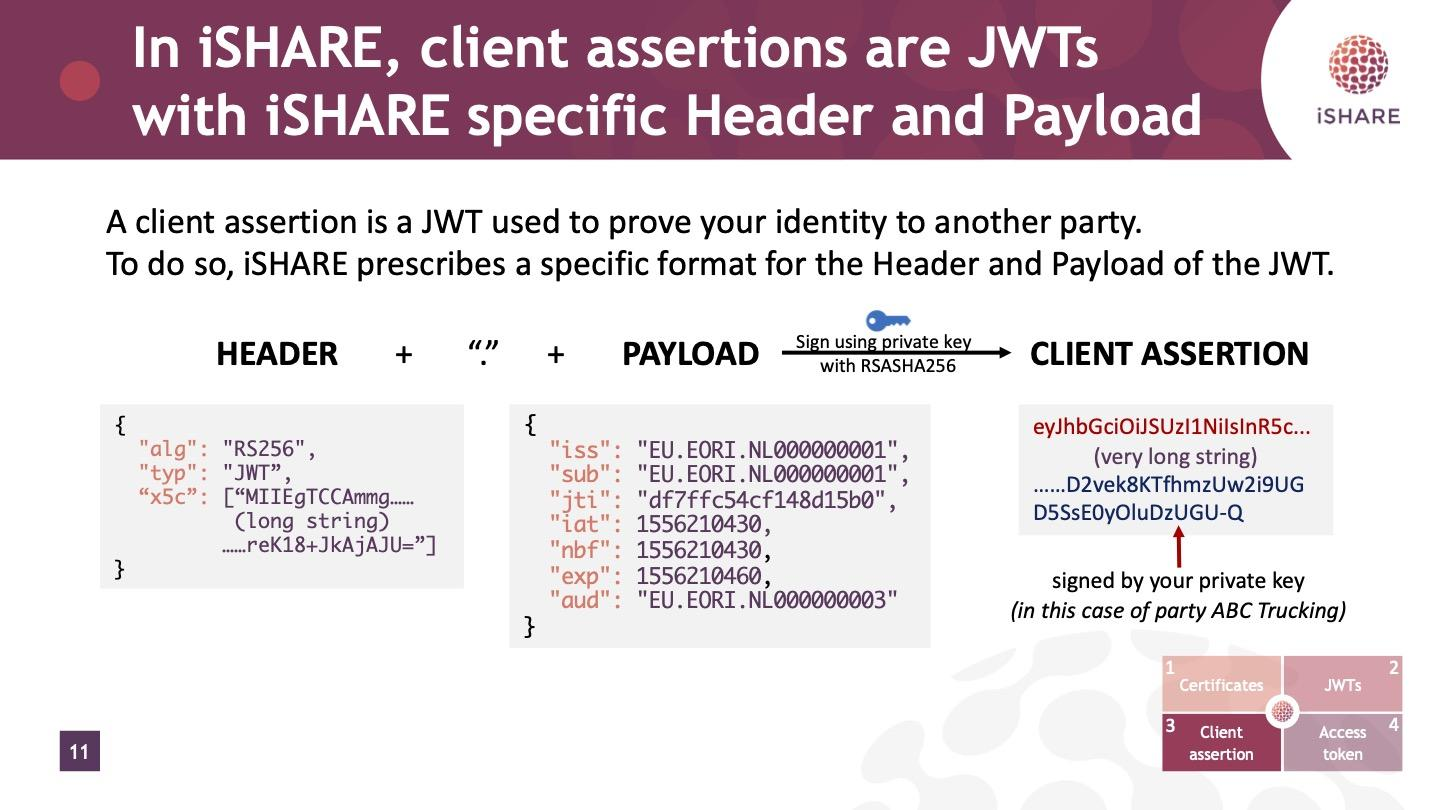 In iSHARE, client assertions are JWTs
with iSHARE specific Header and Payload
iSHARE
A client assertion is a JWT used to prove your identity to another party.
To do so, iSHARE prescribes a specific format for the Header and Payload of the JWT.
HEADER + “.” + PAYLOAD
Sign using private key
with RSASHA256
CLIENT ASSERTION
{
"alg": "RS256",
"typ": "JWT”,
“x5c”: [“MIIEgTCCAmmg……
(long string)
……reK18+JkAjAJU=”]
}
{
"iss": "EU.EORI.NL000000001",
"sub": "EU.EORI.NL000000001",
"jti": "df7ffc54cf148d15b0",
"iat": 1556210430,
"nbf": 1556210430,
"exp": 1556210460,
"aud": "EU.EORI.NL000000003"
}
eyJhbGciOiJSUzI1NiIsInR5c...
(very long string)
……D2vek8KTfhmzUw2i9UG
D5SsE0yOIuDzUGU-Q
signed by your private key
(in this case of party ABC Trucking)
1 Certificates
2 JWTs
3 Client
assertion
4 Access
token
11